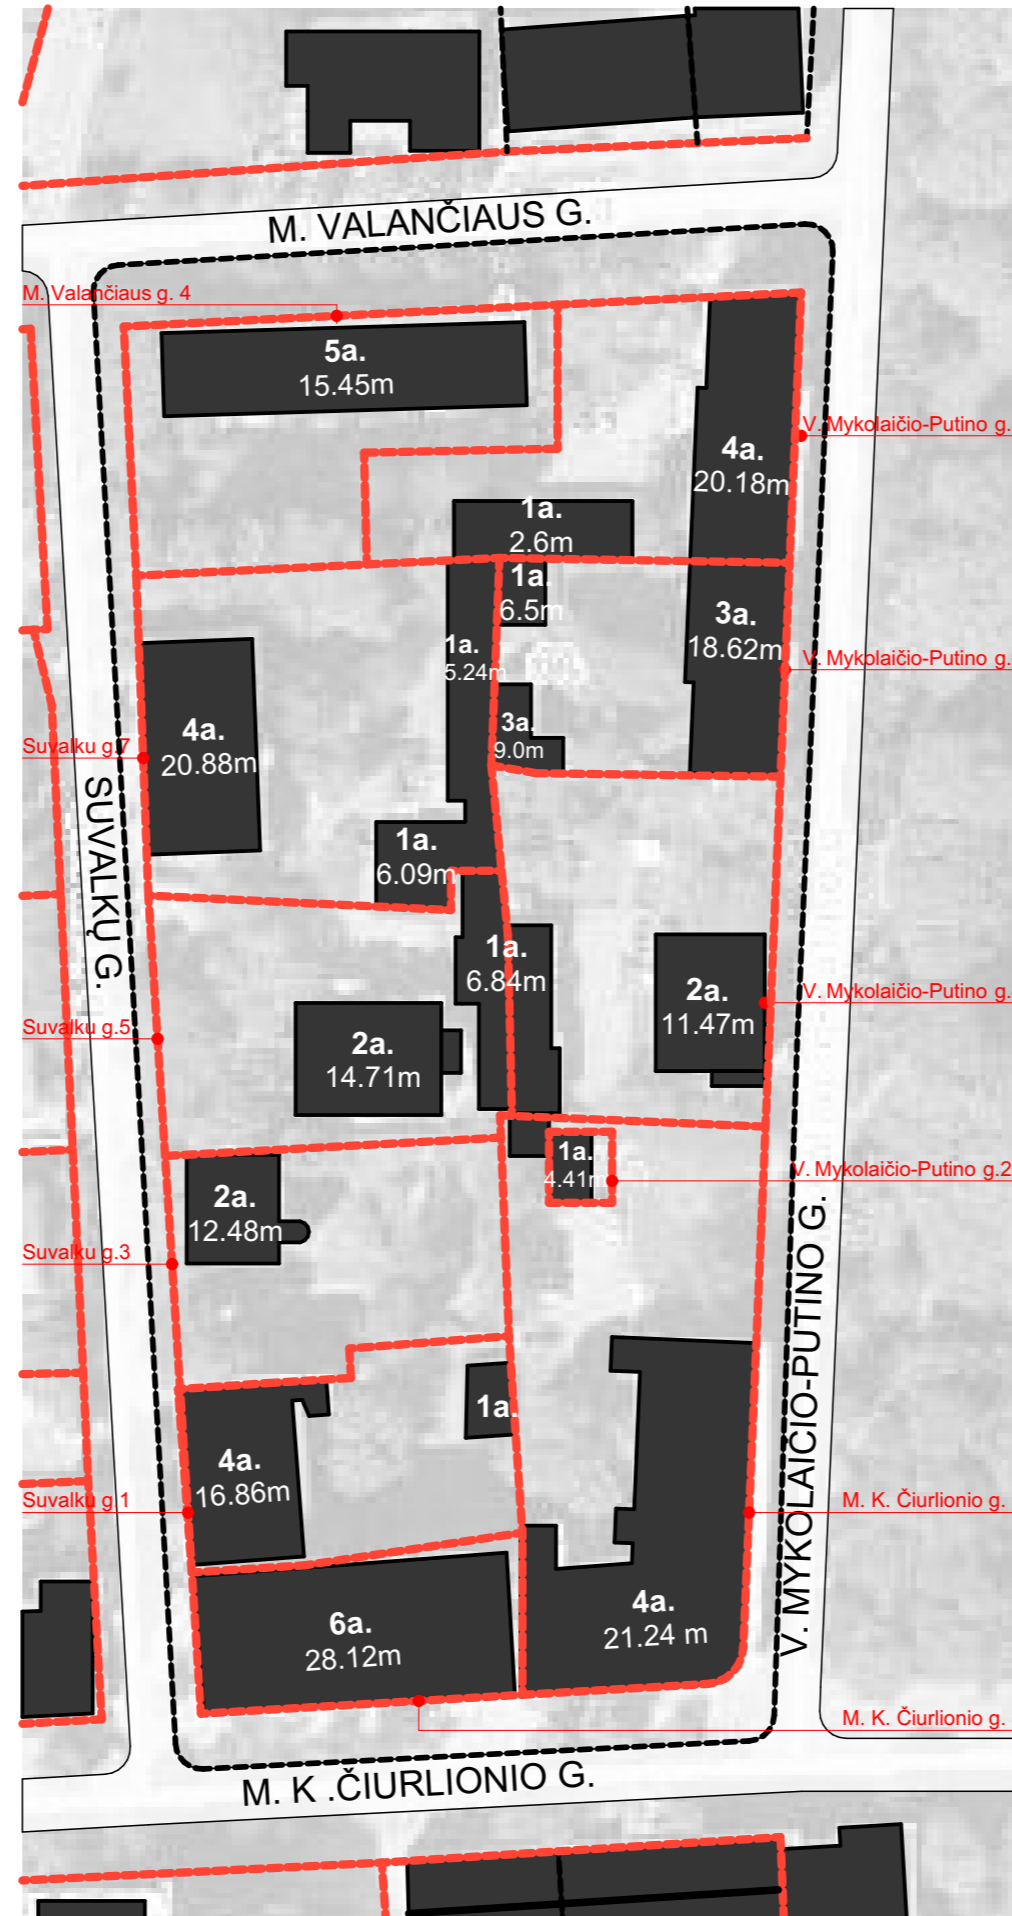 M. VALANČIAUS G.
M. Valančiaus g. 4
5a.
15.45m
V. Mykolaičio-Putino g.
4a.
20.18m
1a.
2.6m
1a.
6.5m
3a.
18.62m
1a.
5.24m
V. Mykolaičio-Putino g.
3a.
9.0m
4a.
20.88m
Suvalku g.7
SUVALKŲ G.
1a.
6.09m
1a.
6.84m
2a.
11.47m
V. Mykolaičio-Putino g.
Suvalku g.5
2a.
14.71m
1a.
4.41m
V. Mykolaičio-Putino g.2
2a.
12.48m
Suvalku g.3
V. MYKOLAICIO-PUTINO G.
1a.
4a.
16.86m
Suvalku g.1
M. K. Čiurlionio g.
6a.
28.12m
4a.
21.24 m
M. K. Čiurlionio g.
M. K .ČIURLIONIO G.